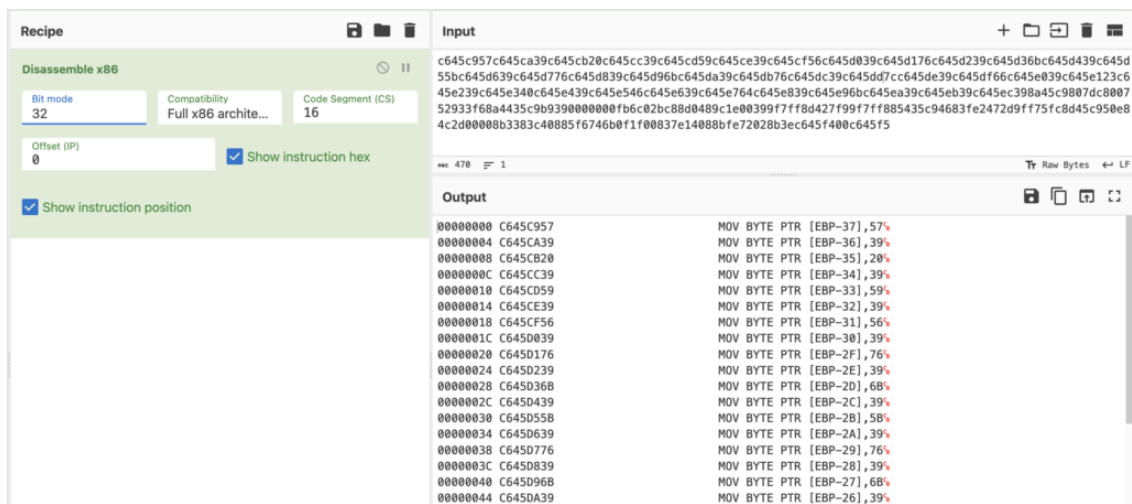 Recipe
Disassemble x86
Bit mode
32
Compatibility
Full x86 archite...
Code Segment (CS)
16
Offset (IP)
0
Show instruction hex
Show instruction position
Input
c645c957c645ca39c645cb20c645cc39c645cd59c645ce39c645cf56c645d039c645d176c645d239c645d36bc645d439c645d
55bc645d639c645d776c645d839c645d96bc645da39c645db76c645dc39c645dd7cc645de39c645df66c645e039c645e123c6
45e239c645e340c645e439c645e546c645e639c645e764c645e839c645e96bc645ea39c645eb39c645ec398a45c9807dc8007
52933f68a4435c9b9390000000fb6c02bc88d0489c1e00399f7ff8d427f99f7ff885435c94683fe2472d9ff75fc8d45c950e8
4c2d00008b3383c40885f6746b0f1f00837e14088bfe72028b3ec645f400c645f5
470
1
Raw Bytes
LF
Output
00000000 C645C957 MOV BYTE PTR [EBP-37],57
00000004 C645CA39 MOV BYTE PTR [EBP-36],39
00000008 C645CB20 MOV BYTE PTR [EBP-35],20
0000000C C645CC39 MOV BYTE PTR [EBP-34],39
00000010 C645CD59 MOV BYTE PTR [EBP-33],59
00000014 C645CE39 MOV BYTE PTR [EBP-32],39
00000018 C645CF56 MOV BYTE PTR [EBP-31],56
0000001C C645D039 MOV BYTE PTR [EBP-30],39
00000020 C645D176 MOV BYTE PTR [EBP-2F],76
00000024 C645D239 MOV BYTE PTR [EBP-2E],39
00000028 C645D36B MOV BYTE PTR [EBP-2D],6B
0000002C C645D439 MOV BYTE PTR [EBP-2C],39
00000030 C645D55B MOV BYTE PTR [EBP-2B],5B
00000034 C645D639 MOV BYTE PTR [EBP-2A],39
00000038 C645D776 MOV BYTE PTR [EBP-29],76
0000003C C645D839 MOV BYTE PTR [EBP-28],39
00000040 C645D96B MOV BYTE PTR [EBP-27],6B
00000044 C645DA39 MOV BYTE PTR [EBP-26],39